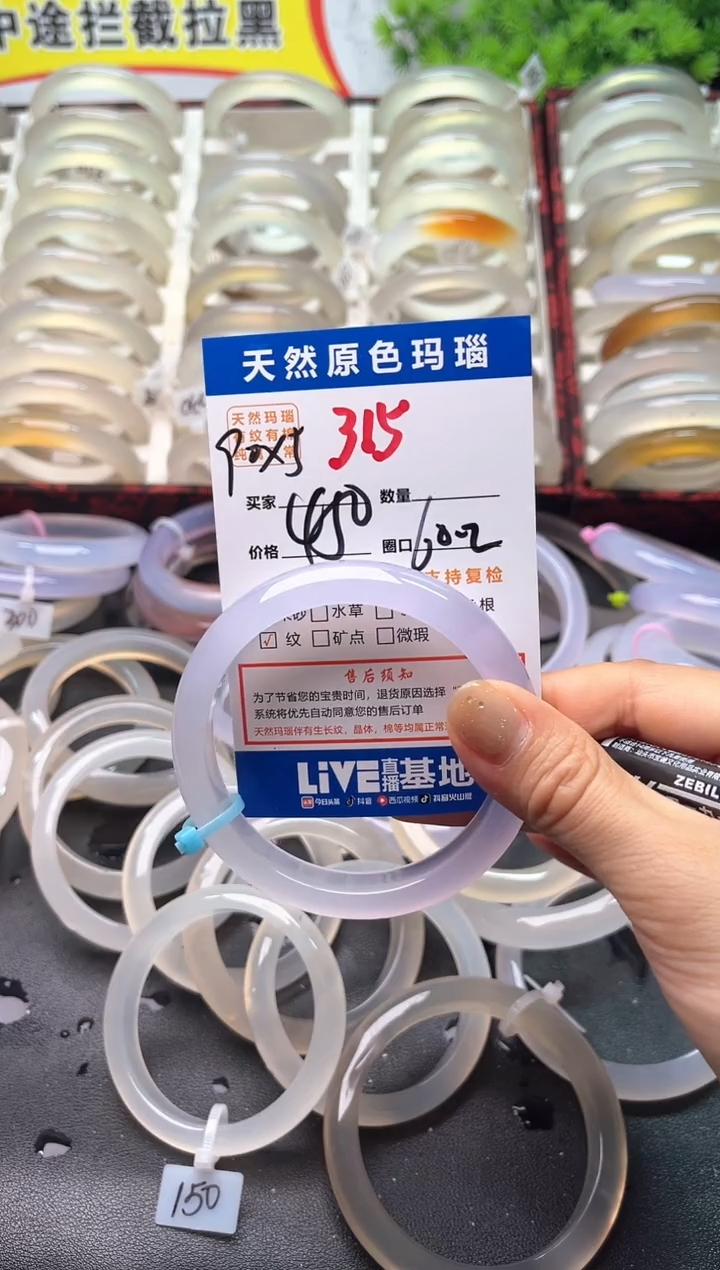 中途拦截拉黑
天然原色玛瑙
天然玛瑙
315
买家
数量
450
价格
圈口
支持复检
水草
✓ 纹 矿点 微瑕
售后须知
为了节省您的宝贵时间，退货原因选择
系统将优先自动同意您的售后订单
天然玛瑙伴有生长纹，晶体，棉等均属正常
LiVE直播基地
今日头条 抖音 西瓜视频 抖音火山版
ZEBIL
300
150